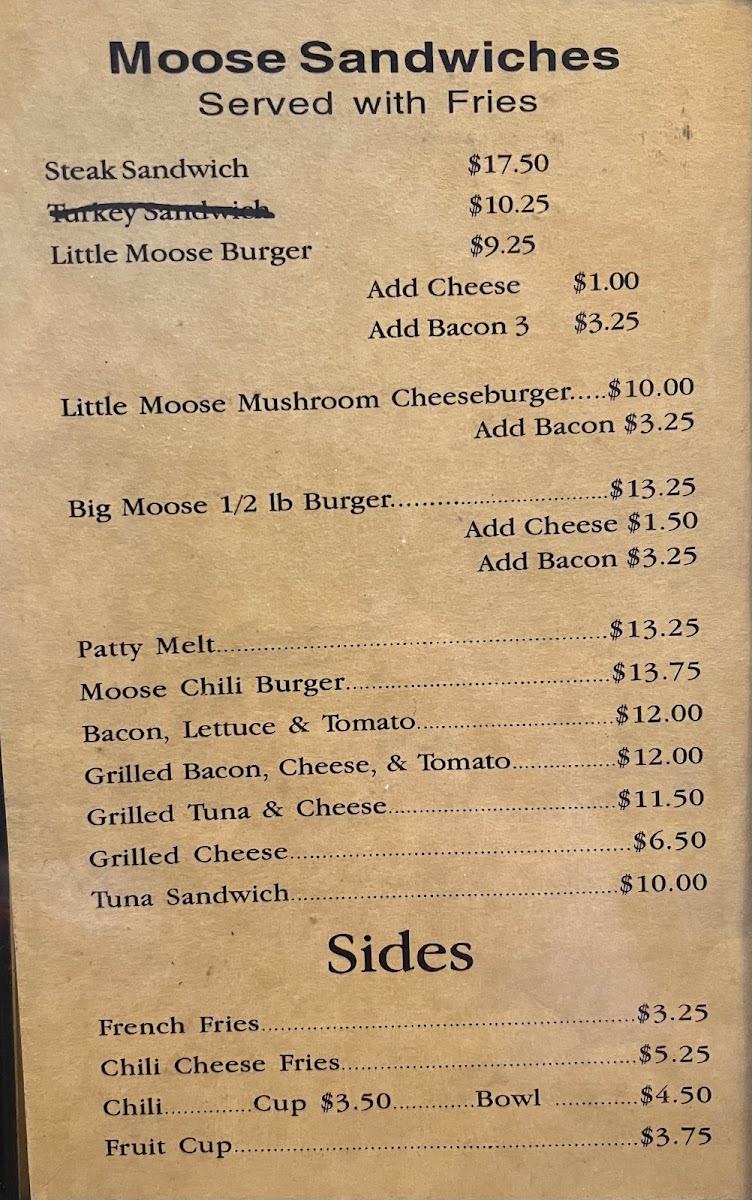 Moose Sandwiches
Served with Fries
Steak Sandwich $17.50
Turkey Sandwich $10.25
Little Moose Burger $9.25
Add Cheese $1.00
Add Bacon 3 $3.25
Little Moose Mushroom Cheeseburger.....$10.00
Add Bacon $3.25
Big Moose 1/2 lb Burger..............................$13.25
Add Cheese $1.50
Add Bacon $3.25
Patty Melt......................................................$13.25
Moose Chili Burger.....................................$13.75
Bacon, Lettuce & Tomato...........................$12.00
Grilled Bacon, Cheese, & Tomato..............$12.00
Grilled Tuna & Cheese................................$11.50
Grilled Cheese................................................$6.50
Tuna Sandwich..............................................$10.00
Sides
French Fries....................................................$3.25
Chili Cheese Fries.........................................$5.25
Chili.............Cup $3.50............Bowl ............$4.50
Fruit Cup.........................................................$3.75